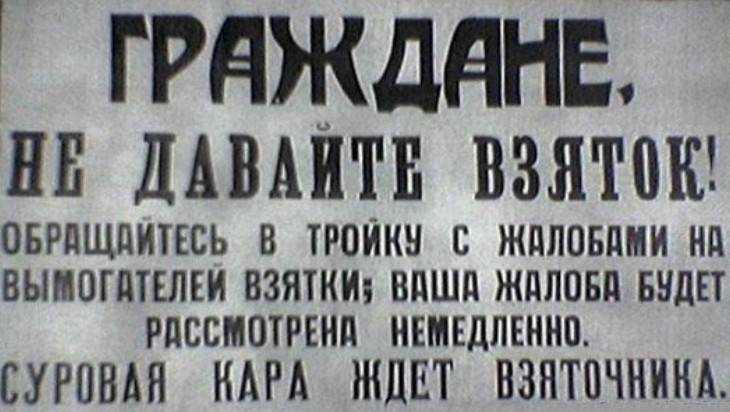 ГРАЖДАНЕ,
НЕ ДАВАЙТЕ ВЗЯТОК!
ОБРАЩАЙТЕСЬ В ТРОЙКУ С ЖАЛОБАМИ НА
ВЫМОГАТЕЛЕЙ ВЗЯТКИ; ВАША ЖАЛОБА БУДЕТ
РАССМОТРЕНА НЕМЕДЛЕННО.
СУРОВАЯ КАРА ЖДЕТ ВЗЯТОЧНИКА.